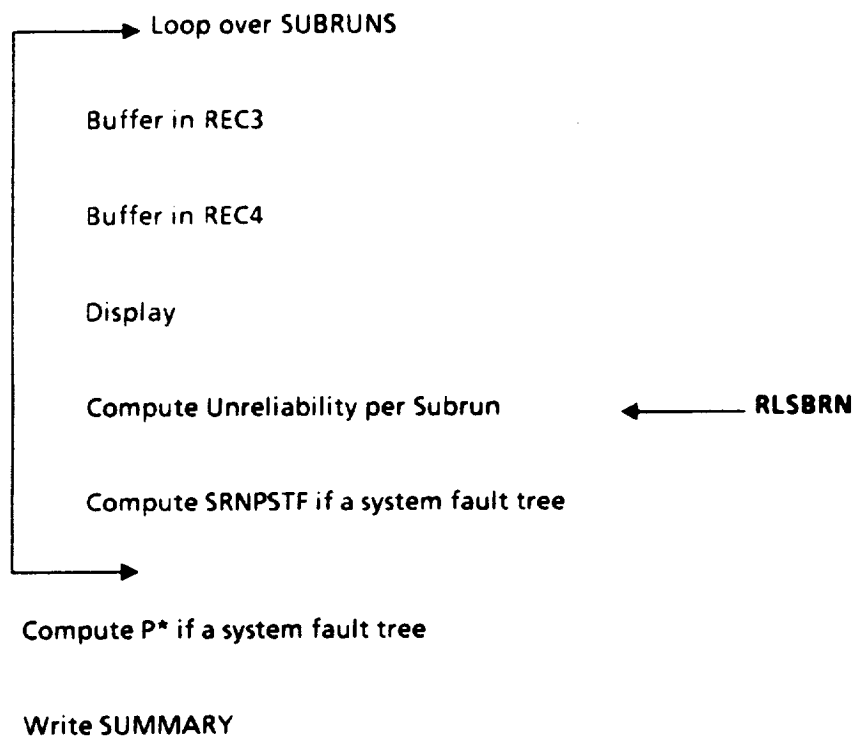 Loop over SUBRUNS
Buffer in REC3
Buffer in REC4
Display
Compute Unreliability per Subrun RLSBRN
Compute SRNPSTF if a system fault tree
Compute P* if a system fault tree
Write SUMMARY